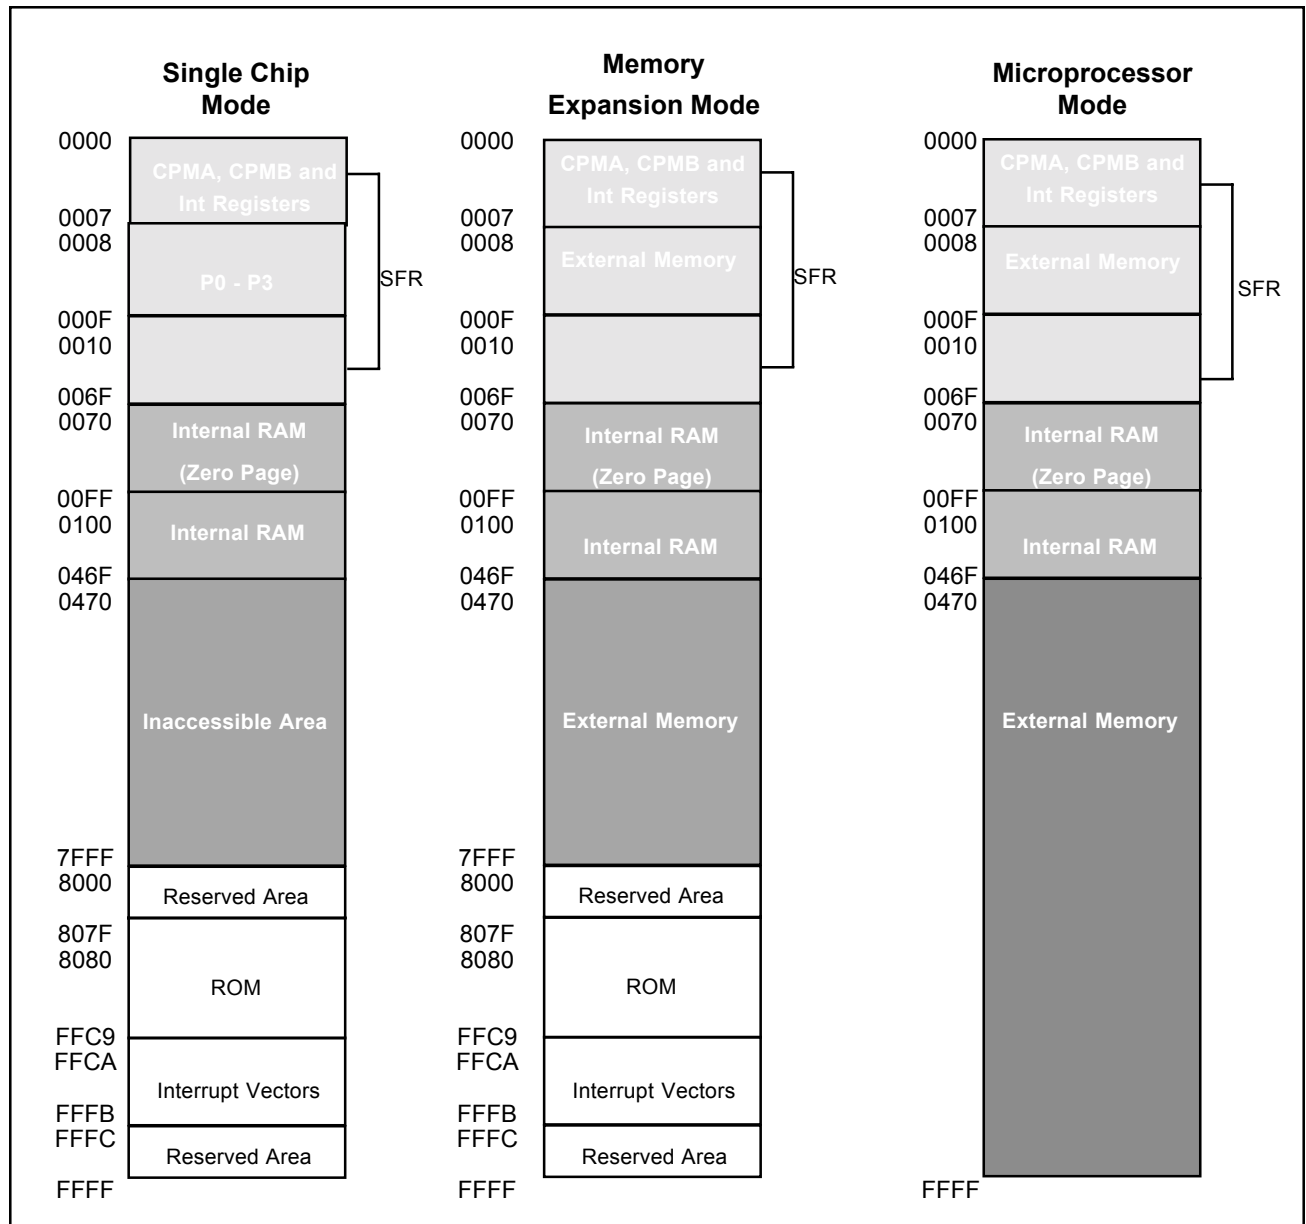 Single Chip
Mode
0000
CPMA, CPMB and
Int Registers
0007
0008
P0 - P3
SFR
000F
0010
006F
0070
Internal RAM
(Zero Page)
00FF
0100
Internal RAM
046F
0470
Inaccessible Area
7FFF
8000
Reserved Area
807F
8080
ROM
FFC9
FFCA
Interrupt Vectors
FFFB
FFFC
Reserved Area
FFFF
Memory
Expansion Mode
0000
CPMA, CPMB and
Int Registers
0007
0008
External Memory
SFR
000F
0010
006F
0070
Internal RAM
(Zero Page)
00FF
0100
Internal RAM
046F
0470
External Memory
7FFF
8000
Reserved Area
807F
8080
ROM
FFC9
FFCA
Interrupt Vectors
FFFB
FFFC
Reserved Area
FFFF
Microprocessor
Mode
0000
CPMA, CPMB and
Int Registers
0007
0008
External Memory
SFR
000F
0010
006F
0070
Internal RAM
(Zero Page)
00FF
0100
Internal RAM
046F
0470
External Memory
FFFF